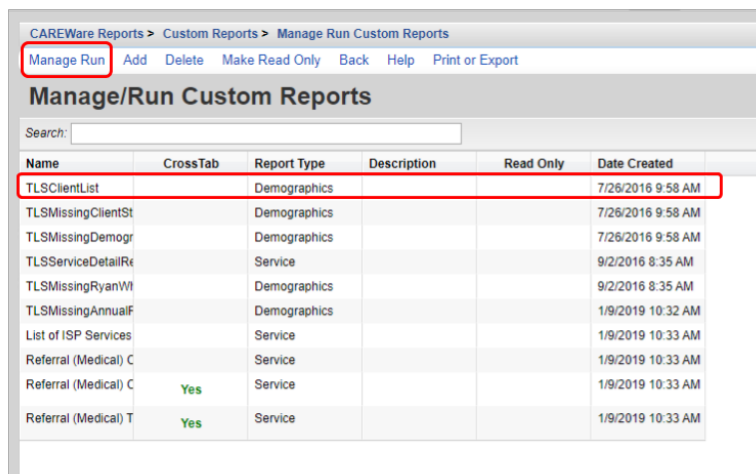 CAREWare Reports > Custom Reports > Manage Run Custom Reports
Manage Run Add Delete Make Read Only Back Help Print or Export
Manage/Run Custom Reports
Search:
Name CrossTab Report Type Description Read Only Date Created
TLSClientList Demographics 7/26/2016 9:58 AM
TLSMissingClientSt Demographics 7/26/2016 9:58 AM
TLSMissingDemogr Demographics 7/26/2016 9:58 AM
TLSServiceDetailRe Service 9/2/2016 8:35 AM
TLSMissingRyanWh Demographics 9/2/2016 8:35 AM
TLSMissingAnnualF Demographics 1/9/2019 10:32 AM
List of ISP Services Service 1/9/2019 10:33 AM
Referral (Medical) C Service 1/9/2019 10:33 AM
Referral (Medical) C Yes Service 1/9/2019 10:33 AM
Referral (Medical) T Yes Service 1/9/2019 10:33 AM